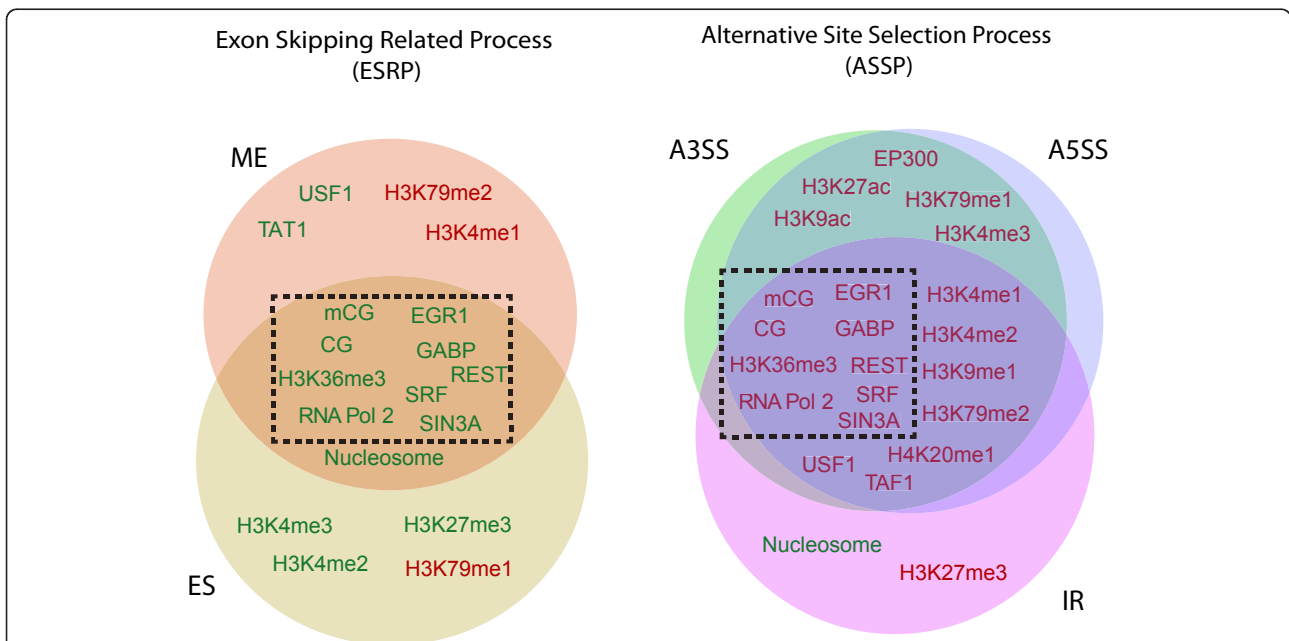 Exon Skipping Related Process
(ESRP)
ME
USF1
H3K79me2
TAT1
H3K4me1
mCG
EGR1
CG
GABP
REST
H3K36me3
SRF
RNA Pol 2
SIN3A
Nucleosome
H3K4me3
H3K27me3
H3K4me2
H3K79me1
ES
Alternative Site Selection Process
(ASSP)
A3SS
A5SS
EP300
H3K27ac
H3K79me1
H3K9ac
H3K4me3
mCG
EGR1
H3K4me1
CG
GABP
H3K4me2
H3K36me3
REST
H3K9me1
RNA Pol 2
SRF
SIN3A
H3K79me2
USF1
H4K20me1
TAF1
Nucleosome
H3K27me3
IR